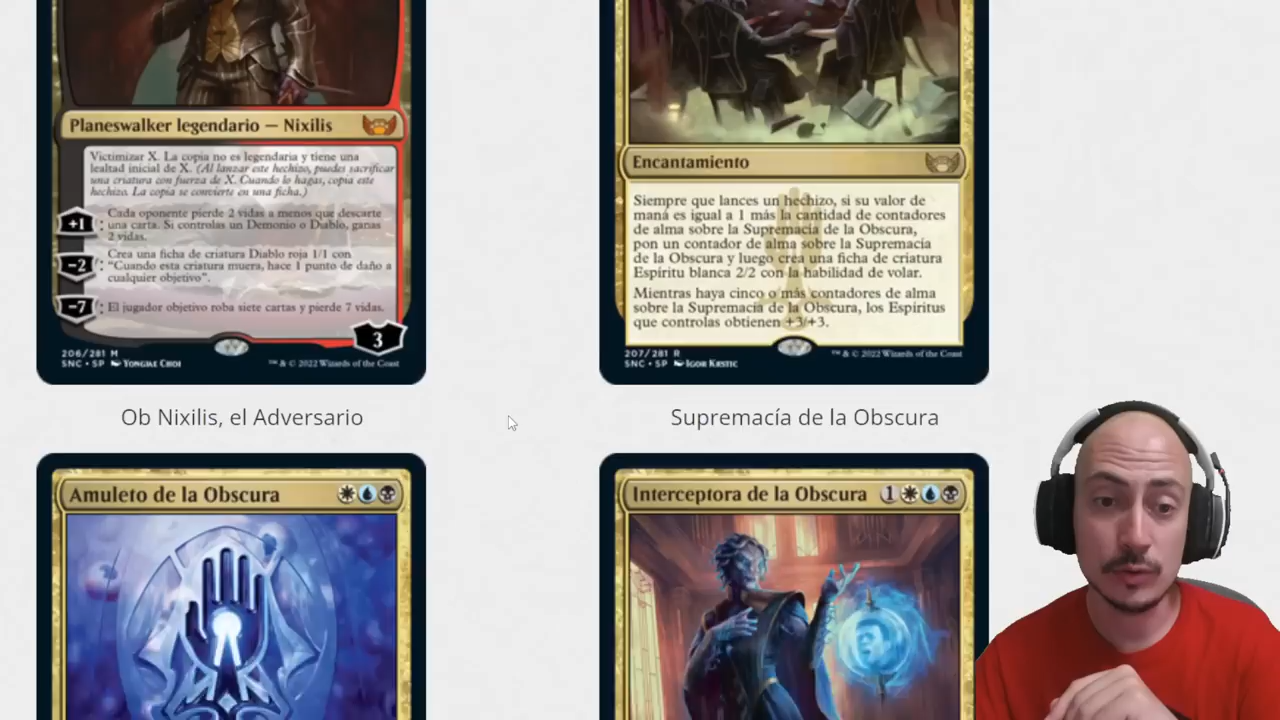 Planeswalker legendario — Nixilis
Victimizar X. La copia no es legendaria y tiene una
lealtad inicial de X. (Al lanzar este hechizo, puedes sacrificar
una criatura con fuerza de X. Cuando lo hagas, copia este
hechizo. La copia se convierte en una ficha.)
+1: Cada oponente pierde 2 vidas a menos que descarte
una carta. Si controlas un Demonio o Diablo, ganas
2 vidas.
−2: Crea una ficha de criatura Diablo roja 1/1 con
“Cuando esta criatura muera, hace 1 punto de daño a
cualquier objetivo”.
−7: El jugador objetivo roba siete cartas y pierde 7 vidas.
3
206/281 M
SNC • SP YONGJAE CHOI
™ & © 2022 Wizards of the Coast
Ob Nixilis, el Adversario
Encantamiento
Siempre que lances un hechizo, si su valor de
maná es igual a 1 más la cantidad de contadores
de alma sobre la Supremacía de la Obscura,
pon un contador de alma sobre la Supremacía
de la Obscura y luego crea una ficha de criatura
Espíritu blanca 2/2 con la habilidad de volar.
Mientras haya cinco o más contadores de alma
sobre la Supremacía de la Obscura, los Espíritus
que controlas obtienen +3/+3.
207/281 R
SNC • SP IGOR KRSTIC
™ & © 2022 Wizards of the Coast
Supremacía de la Obscura
Amuleto de la Obscura
Interceptora de la Obscura 1